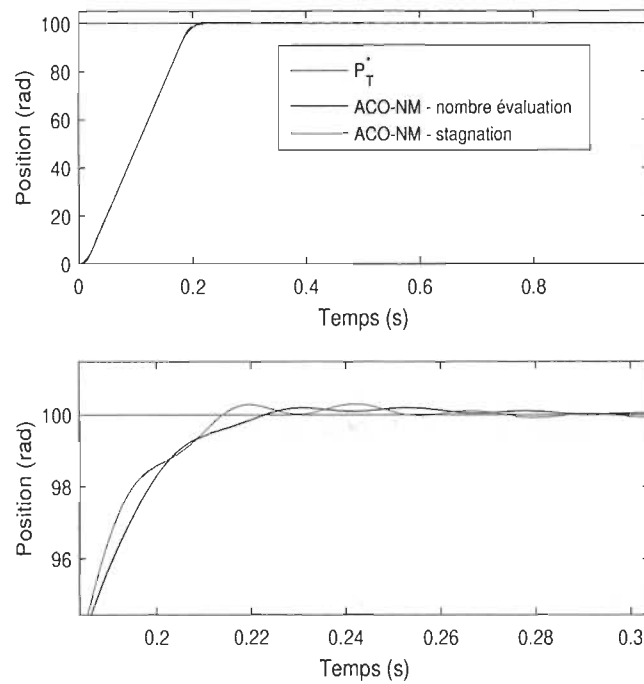 100
80
60
40
20
0
Position (rad)
P*T
ACO-NM - nombre évaluation
ACO-NM - stagnation
0 0.2 0.4 0.6 0.8
Temps (s)
100
98
96
Position (rad)
0.2 0.22 0.24 0.26 0.28 0.3
Temps (s)